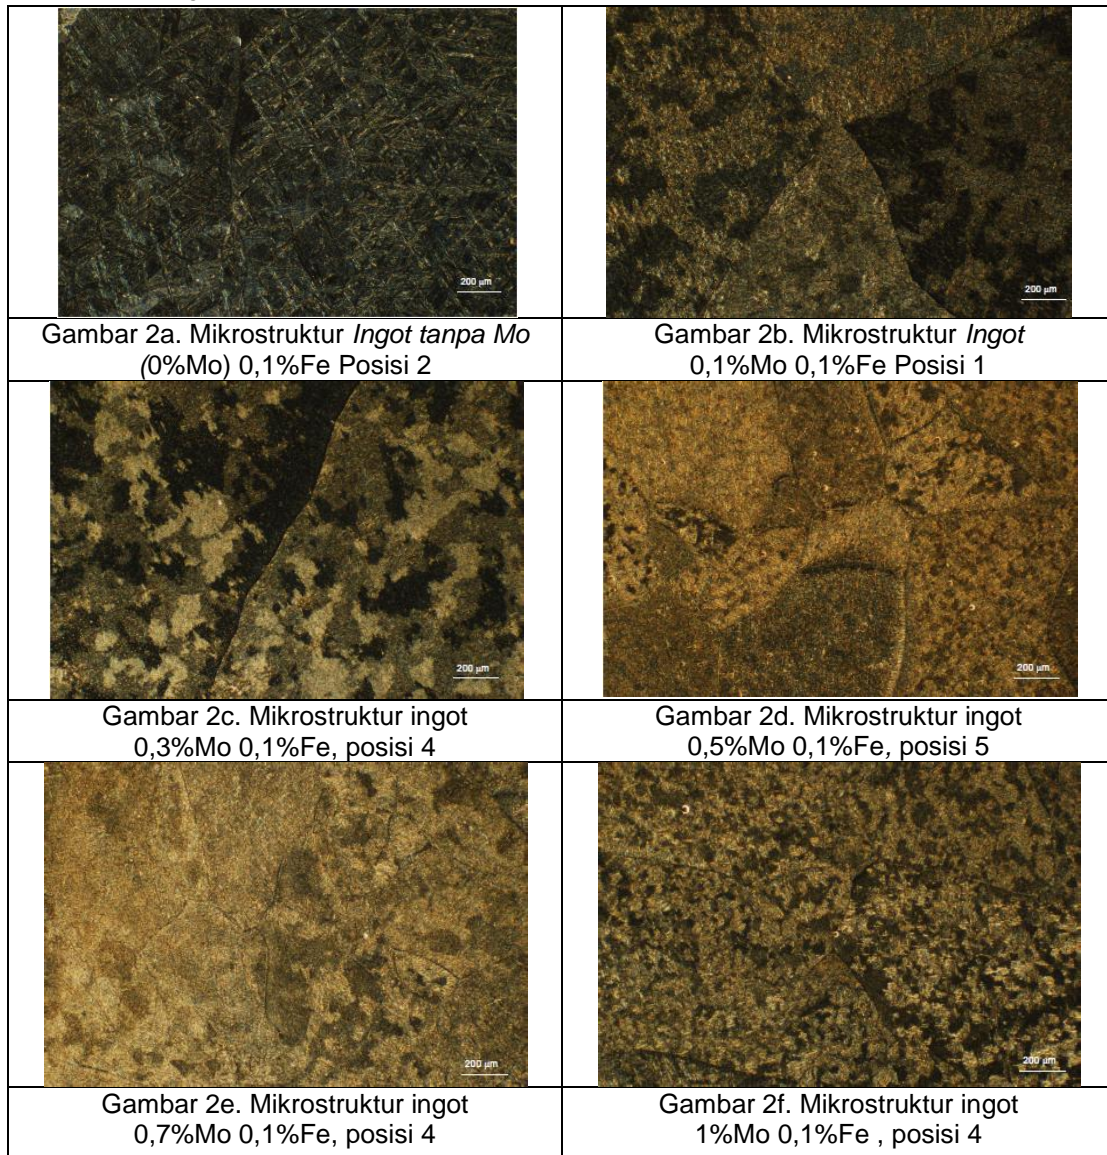 200 μm
200 μm
Gambar 2a. Mikrostruktur Ingot tanpa Mo
(0%Mo) 0,1%Fe Posisi 2
Gambar 2b. Mikrostruktur Ingot
0,1%Mo 0,1%Fe Posisi 1
200 μm
200 μm
Gambar 2c. Mikrostruktur ingot
0,3%Mo 0,1%Fe, posisi 4
Gambar 2d. Mikrostruktur ingot
0,5%Mo 0,1%Fe, posisi 5
200 μm
200 μm
Gambar 2e. Mikrostruktur ingot
0,7%Mo 0,1%Fe, posisi 4
Gambar 2f. Mikrostruktur ingot
1%Mo 0,1%Fe , posisi 4